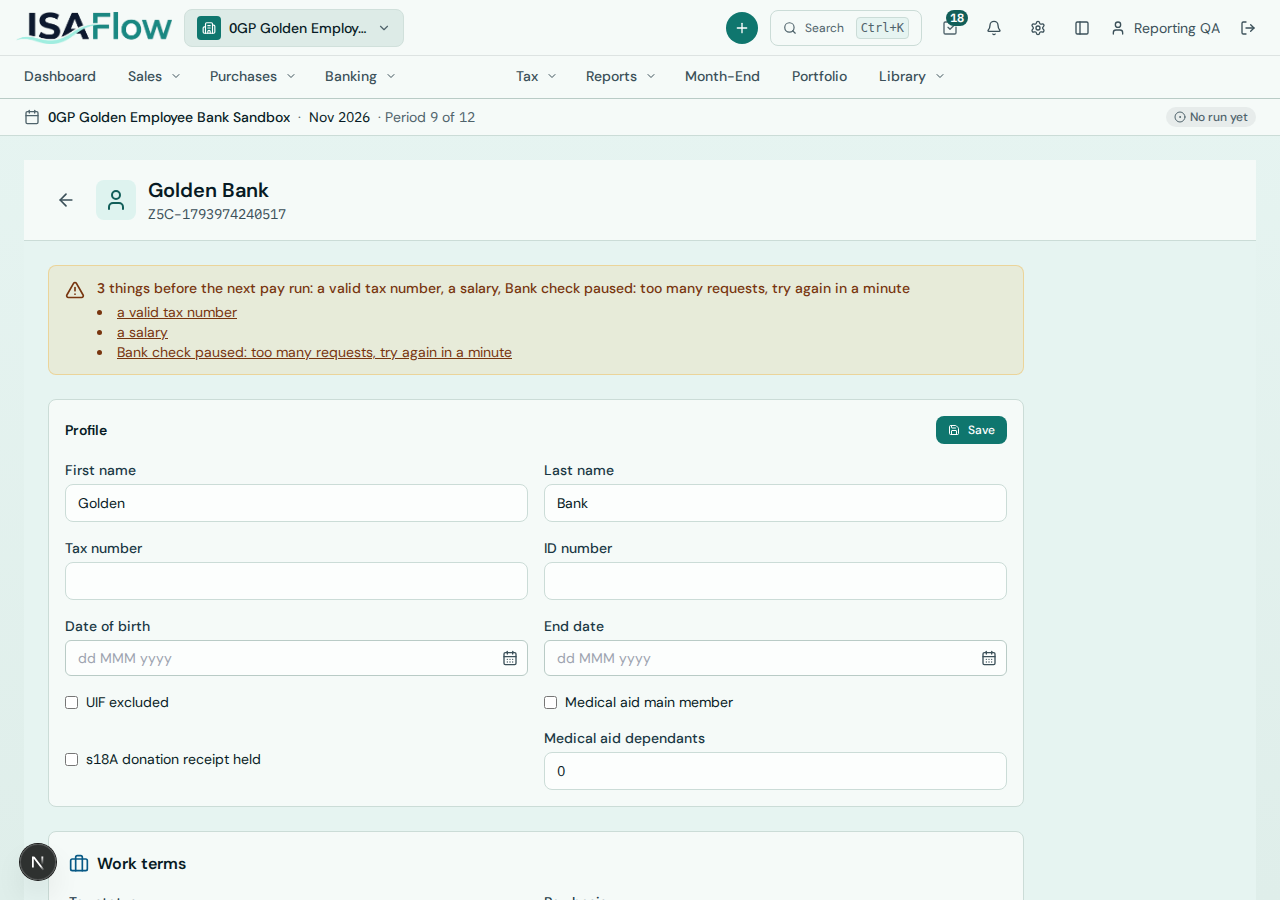 ISAFlow
0GP Golden Employ...
Search Ctrl+K
18
Reporting QA
Dashboard Sales Purchases Banking Tax Reports Month-End Portfolio Library
0GP Golden Employee Bank Sandbox · Nov 2026 · Period 9 of 12
No run yet
Golden Bank
Z5C-1793974240517
3 things before the next pay run: a valid tax number, a salary, Bank check paused: too many requests, try again in a minute
• a valid tax number
• a salary
• Bank check paused: too many requests, try again in a minute
Profile
Save
First name Last name
Golden Bank
Tax number ID number
Date of birth End date
dd MMM yyyy dd MMM yyyy
UIF excluded Medical aid main member
Medical aid dependants
s18A donation receipt held
0
N
Work terms